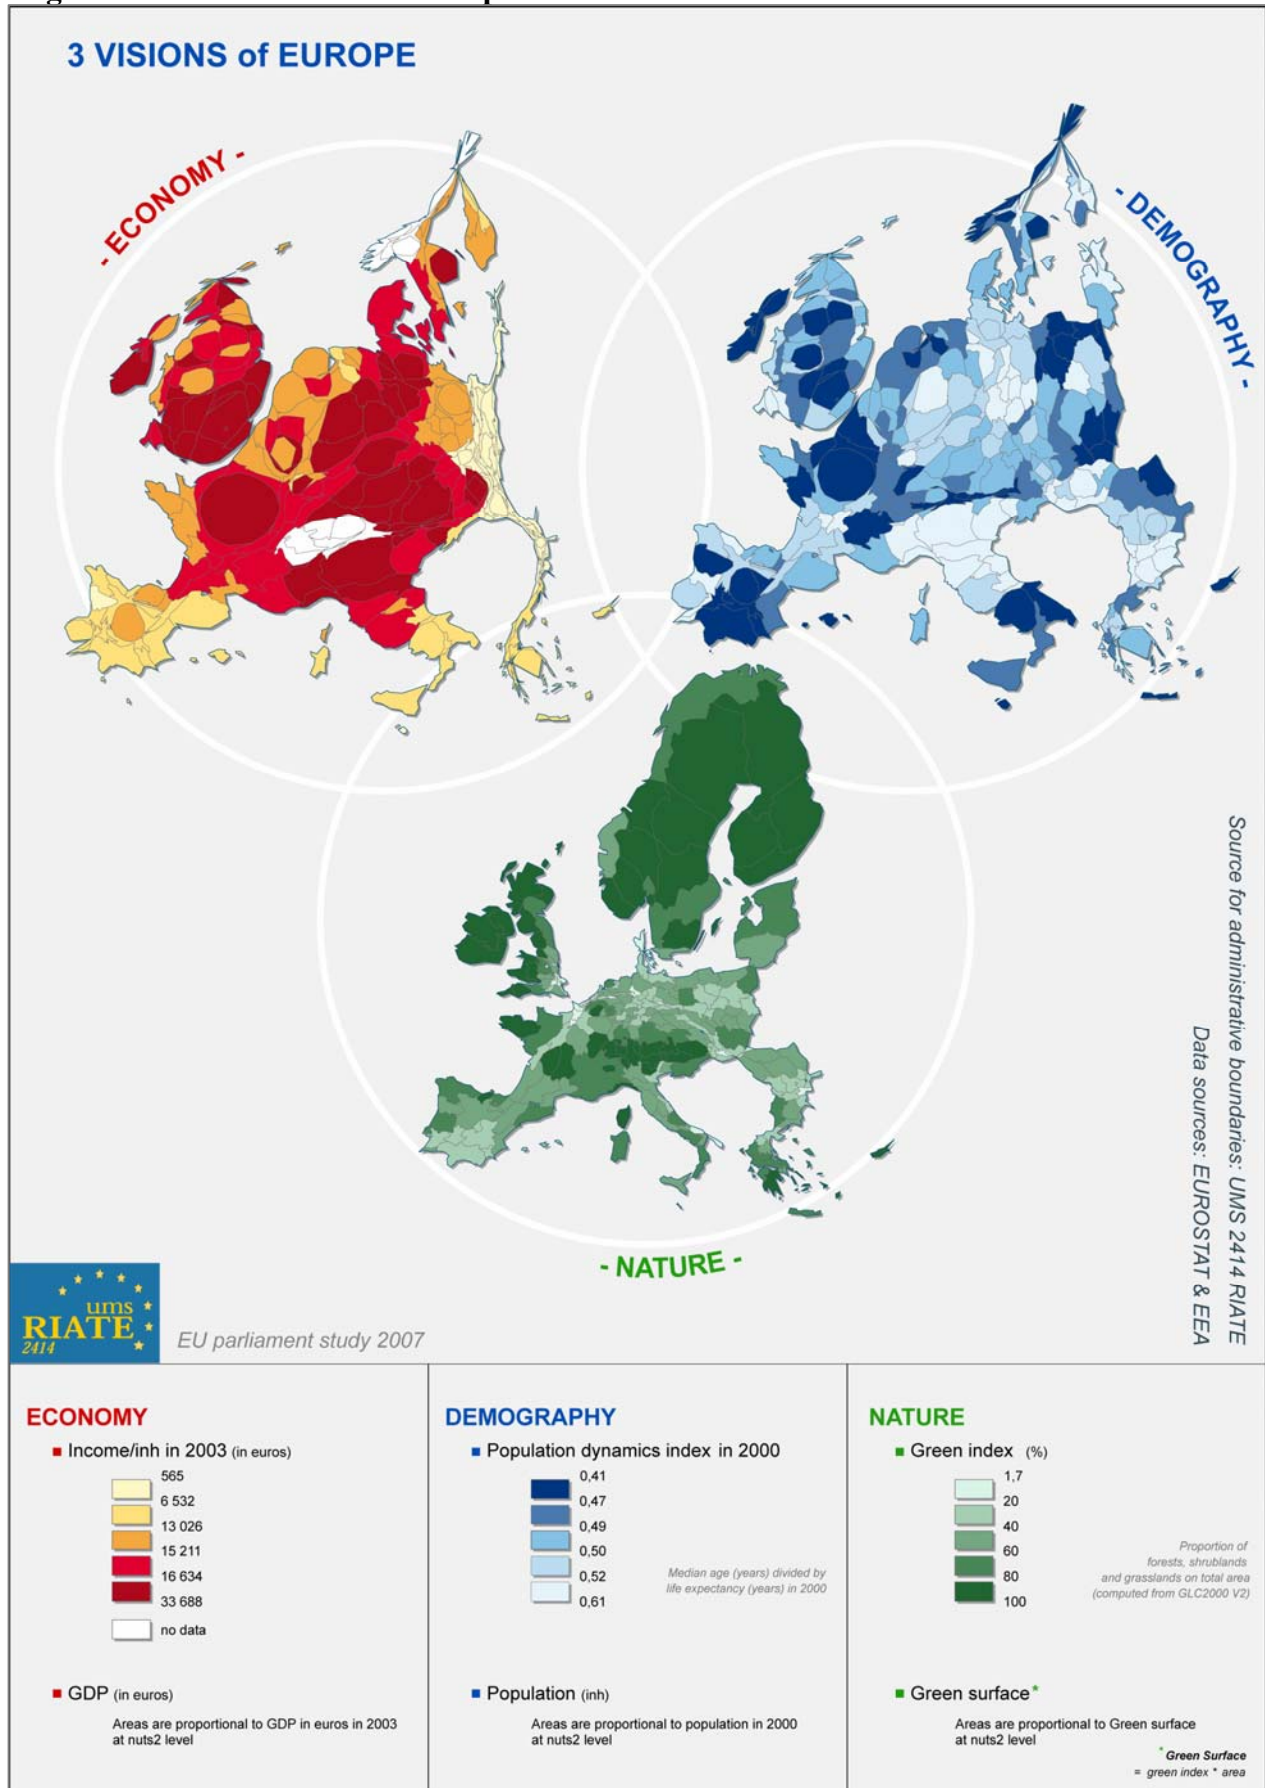 3 VISIONS of EUROPE
- ECONOMY -
- DEMOGRAPHY -
- NATURE -
Source for administrative boundaries: UMS 2414 RIATE
Data sources: EUROSTAT & EEA
ums
RIATE
2414
EU parliament study 2007
ECONOMY
Income/inh in 2003 (in euros)
565
6 532
13 026
15 211
16 634
33 688
no data
GDP (in euros)
Areas are proportional to GDP in euros in 2003
at nuts2 level
DEMOGRAPHY
Population dynamics index in 2000
0,41
0,47
0,49
0,50
0,52
0,61
Median age (years) divided by
life expectancy (years) in 2000
Population (inh)
Areas are proportional to population in 2000
at nuts2 level
NATURE
Green index (%)
1,7
20
40
60
80
100
Proportion of
forests, shrublands
and grasslands on total area
(computed from GLC2000 V2)
Green surface*
Areas are proportional to Green surface
at nuts2 level
* Green Surface
= green index * area